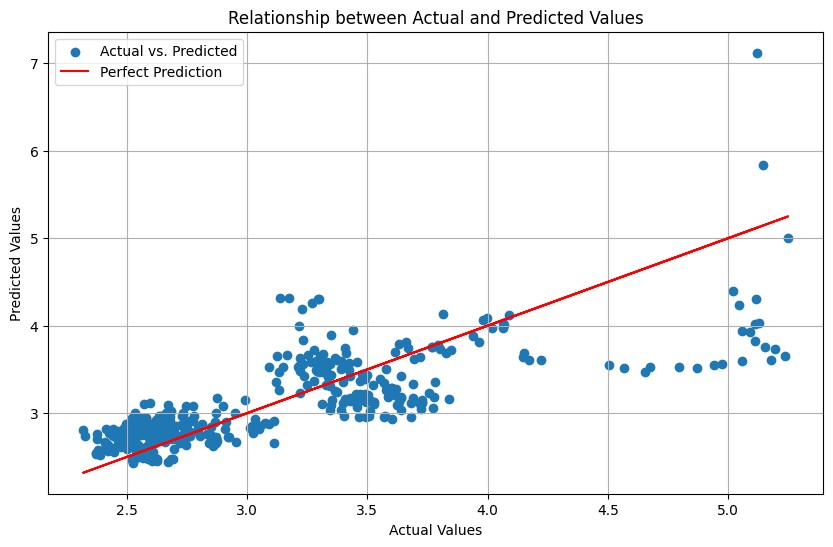 Relationship between Actual and Predicted Values
Actual vs. Predicted
Perfect Prediction
7
6
5
4
3
Predicted Values
2.5 3.0 3.5 4.0 4.5 5.0
Actual Values